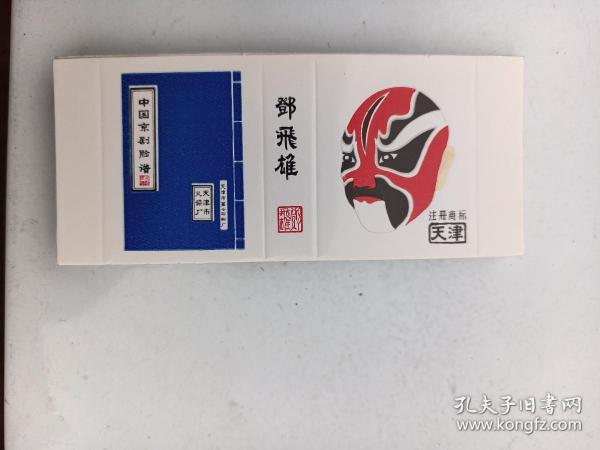 中国京剧脸谱
天津市
火柴厂
鄧飛雄
注册商标
天津
孔夫子旧书网
www.kongfz.com